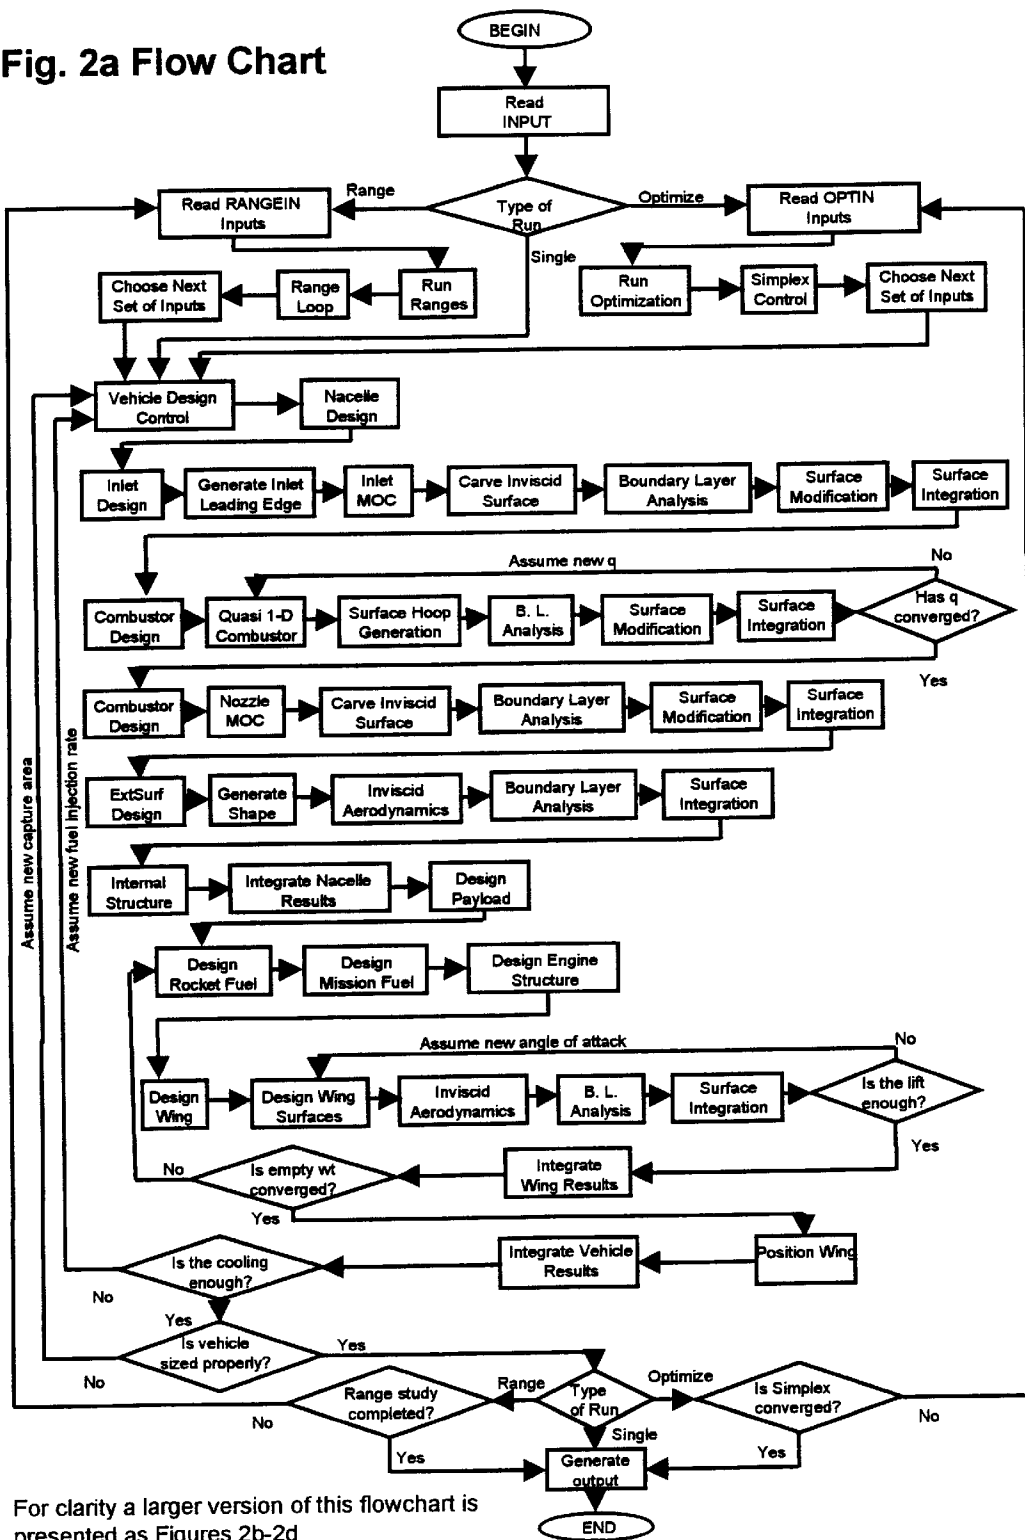 Fig. 2a Flow Chart
BEGIN
Read
INPUT
Type of
Run
Range
Optimize
Single
Read RANGEIN
Inputs
Read OPTIN
Inputs
Choose Next
Set of Inputs
Range
Loop
Run
Ranges
Run
Optimization
Simplex
Control
Choose Next
Set of Inputs
Vehicle Design
Control
Nacelle
Design
Inlet
Design
Generate Inlet
Leading Edge
Inlet
MOC
Carve Inviscid
Surface
Boundary Layer
Analysis
Surface
Modification
Surface
Integration
Assume new q
No
Combustor
Design
Quasi 1-D
Combustor
Surface Hoop
Generation
B. L.
Analysis
Surface
Modification
Surface
Integration
Has q
converged?
Yes
Combustor
Design
Nozzle
MOC
Carve Inviscid
Surface
Boundary Layer
Analysis
Surface
Modification
Surface
Integration
Assume new capture area
Assume new fuel injection rate
ExtSurf
Design
Generate
Shape
Inviscid
Aerodynamics
Boundary Layer
Analysis
Surface
Integration
Internal
Structure
Integrate Nacelle
Results
Design
Payload
Design
Rocket Fuel
Design
Mission Fuel
Design Engine
Structure
Assume new angle of attack
No
Design
Wing
Design Wing
Surfaces
Inviscid
Aerodynamics
B. L.
Analysis
Surface
Integration
Is the lift
enough?
Yes
No
Is empty wt
converged?
Integrate
Wing Results
Yes
Is the cooling
enough?
Integrate Vehicle
Results
Position Wing
No
Yes
Is vehicle
sized properly?
Yes
No
Range study
completed?
Range
Type
of Run
Optimize
Is Simplex
converged?
No
No
Single
Yes
Yes
Generate
output
END
For clarity a larger version of this flowchart is
presented as Figures 2b-2d